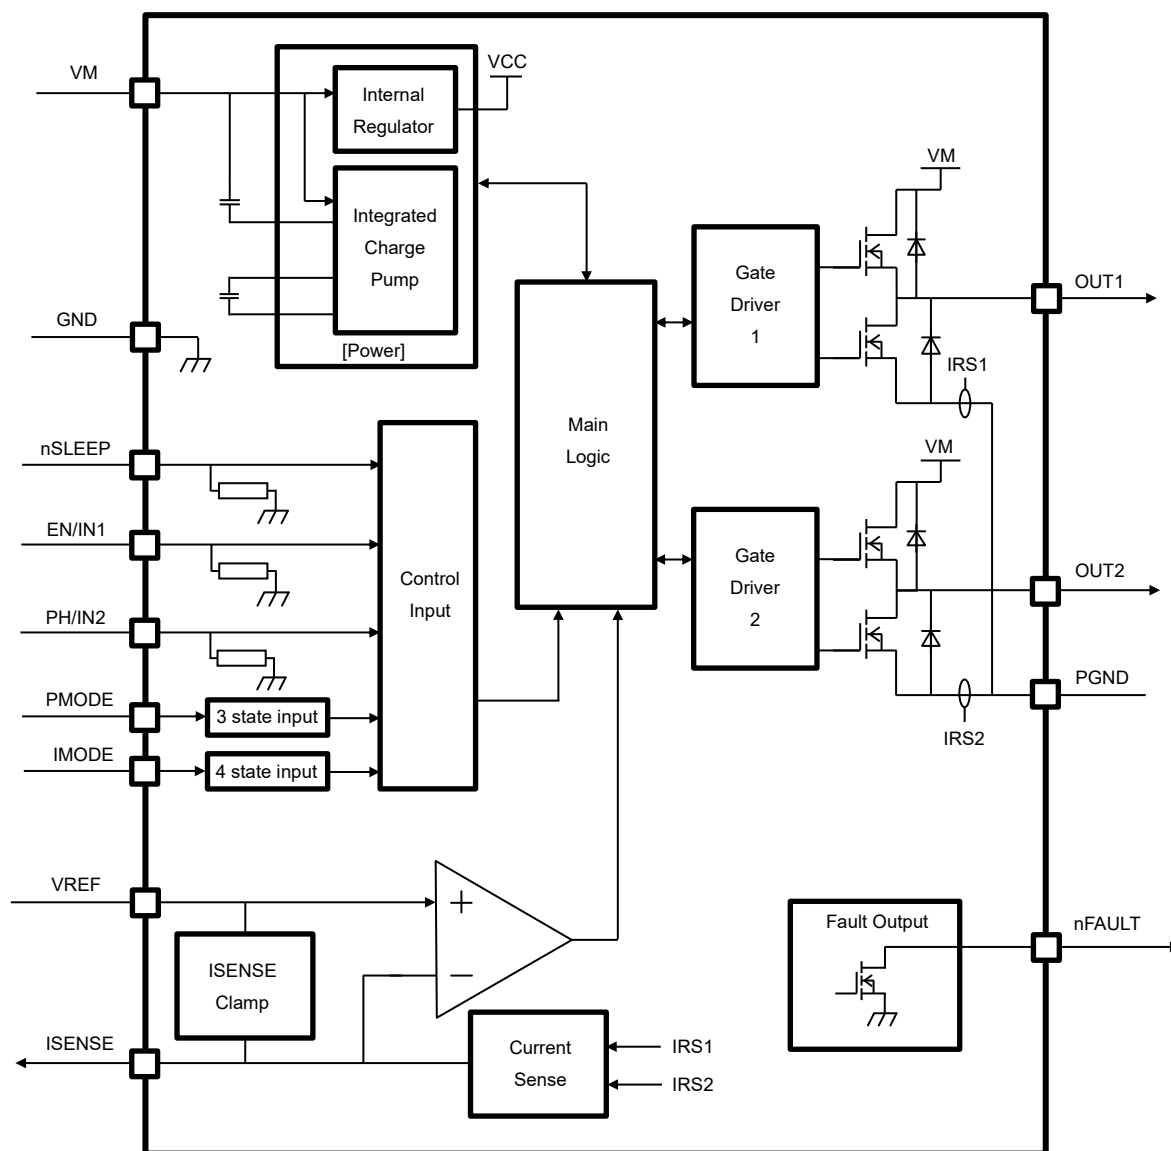 VM
Internal
Regulator
VCC
Integrated
Charge
Pump
[Power]
GND
nSLEEP
EN/IN1
PH/IN2
PMODE
3 state input
IMODE
4 state input
Control
Input
Main
Logic
Gate
Driver
1
VM
OUT1
IRS1
Gate
Driver
2
VM
OUT2
PGND
IRS2
VREF
+
−
ISENSE
Clamp
ISENSE
Current
Sense
IRS1
IRS2
Fault Output
nFAULT